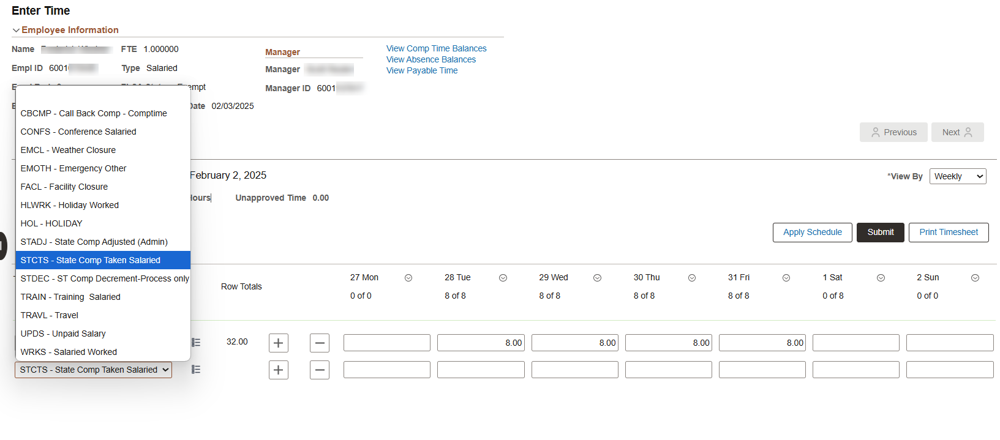 Enter Time
Employee Information
Name FTE 1.000000
Manager
View Comp Time Balances
View Absence Balances
View Payable Time
Empl ID 6001
Type Salaried
Manager
Manager ID 6001
Exempt
Date 02/03/2025
Previous
Next
CBCMP - Call Back Comp - Comptime
CONFS - Conference Salaried
EMCL - Weather Closure
EMOTH - Emergency Other
FACL - Facility Closure
HLWRK - Holiday Worked
HOL - HOLIDAY
STADJ - State Comp Adjusted (Admin)
STCTS - State Comp Taken Salaried
STDEC - ST Comp Decrement-Process only
TRAIN - Training  Salaried
TRAVL - Travel
UPDS - Unpaid Salary
WRKS - Salaried Worked
February 2, 2025
*View By Weekly
Hours Unapproved Time 0.00
Apply Schedule
Submit
Print Timesheet
Row Totals
27 Mon 28 Tue 29 Wed 30 Thu 31 Fri 1 Sat 2 Sun
0 of 0 8 of 8 8 of 8 8 of 8 8 of 8 0 of 8 0 of 0
32.00 8.00 8.00 8.00 8.00
STCTS - State Comp Taken Salaried